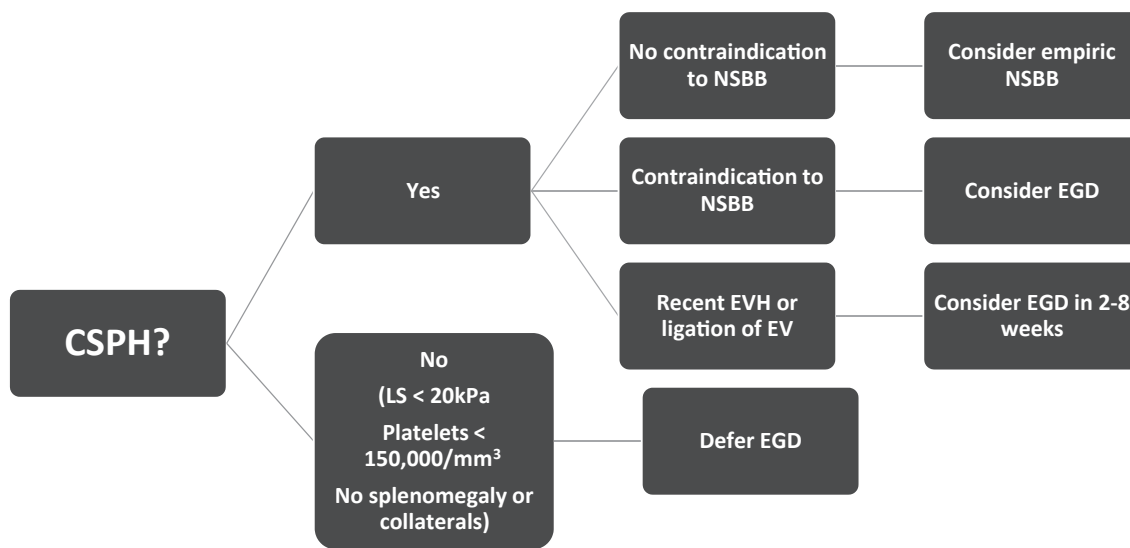 CSPH?
Yes
No contraindication
to NSBB
Consider empiric
NSBB
Contraindication to
NSBB
Consider EGD
Recent EVH or
ligation of EV
Consider EGD in 2-8
weeks
No
(LS < 20kPa
Platelets <
150,000/mm³
No splenomegaly or
collaterals)
Defer EGD